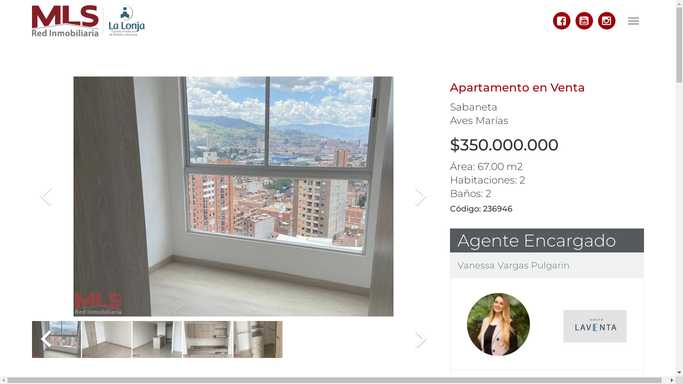 MLS
Red Inmobiliaria
La Lonja
Apartamento en Venta
Sabaneta
Aves Marías
$350.000.000
Área: 67.00 m2
Habitaciones: 2
Baños: 2
Código: 236946
MLS
Red Inmobiliaria
Agente Encargado
Vanessa Vargas Pulgarin
LAVENTA